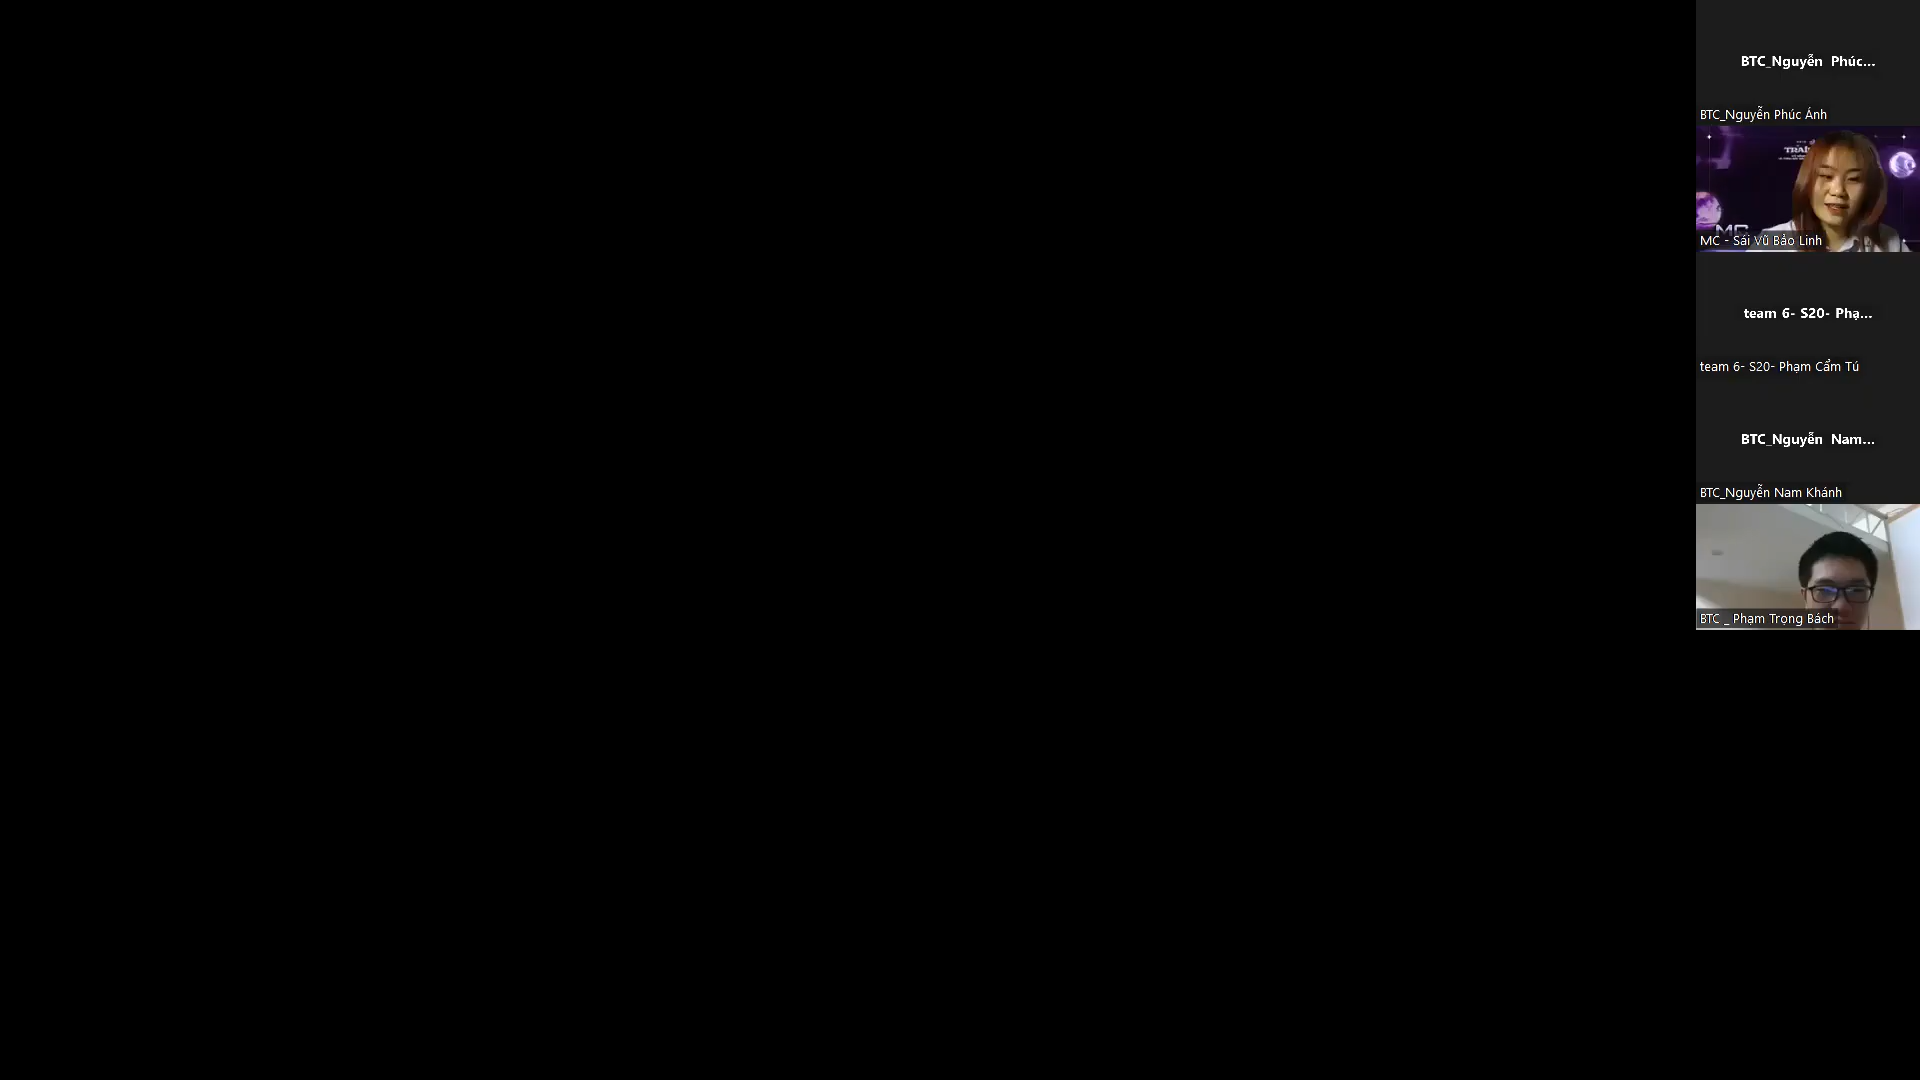 BTC_Nguyễn Phúc...
BTC_Nguyễn Phúc Ánh
MC
MC - Sái Vũ Bảo Linh
team 6- S20- Phạ...
team 6- S20- Phạm Cẩm Tú
BTC_Nguyễn Nam...
BTC_Nguyễn Nam Khánh
BTC _ Phạm Trọng Bách